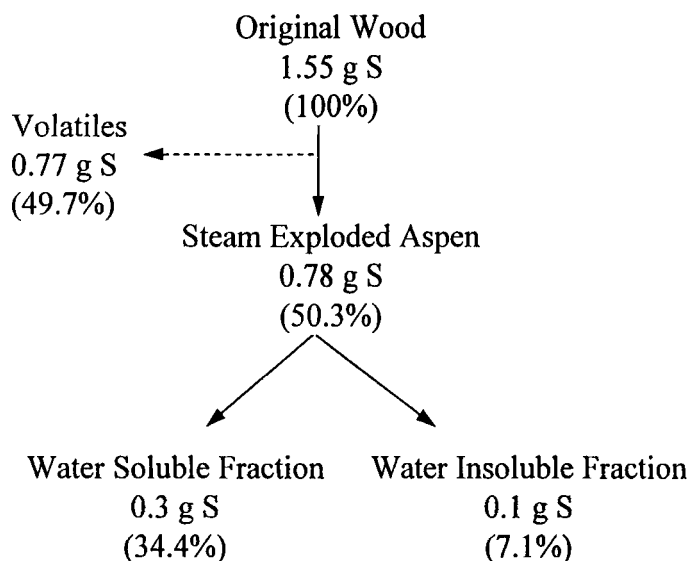 Original Wood
1.55 g S
(100%)
Volatiles
0.77 g S
(49.7%)
Steam Exploded Aspen
0.78 g S
(50.3%)
Water Soluble Fraction
0.3 g S
(34.4%)
Water Insoluble Fraction
0.1 g S
(7.1%)